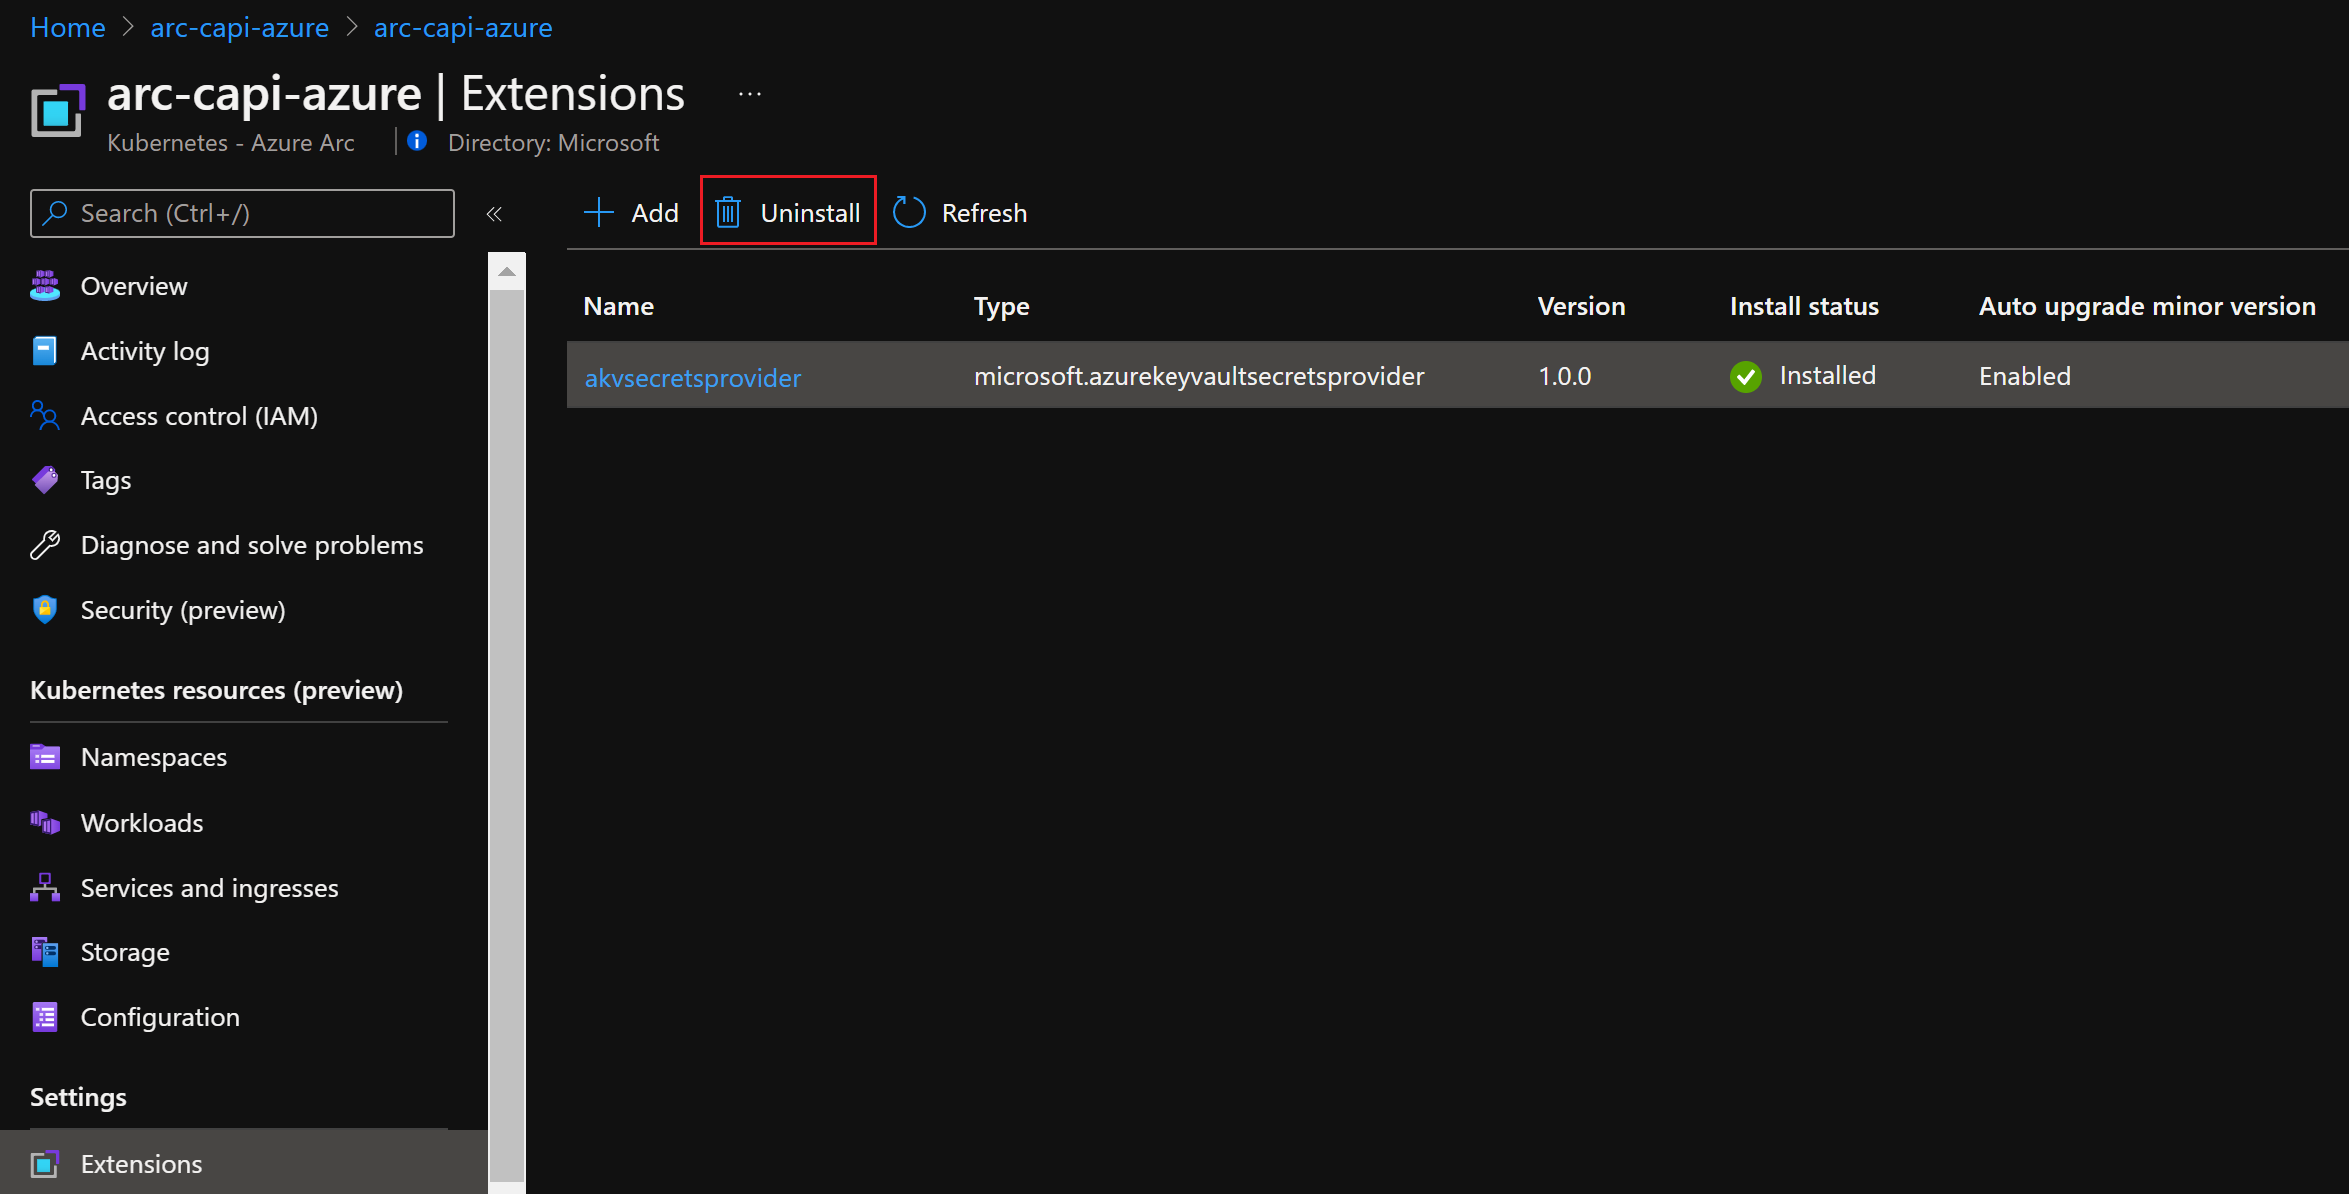 Home > arc-capi-azure > arc-capi-azure
arc-capi-azure | Extensions ...
Kubernetes - Azure Arc | Directory: Microsoft
Search (Ctrl+/) «
Add Uninstall Refresh
Name Type Version Install status Auto upgrade minor version
akvsecretsprovider microsoft.azurekeyvaultsecretsprovider 1.0.0 Installed Enabled
Overview
Activity log
Access control (IAM)
Tags
Diagnose and solve problems
Security (preview)
Kubernetes resources (preview)
Namespaces
Workloads
Services and ingresses
Storage
Configuration
Settings
Extensions